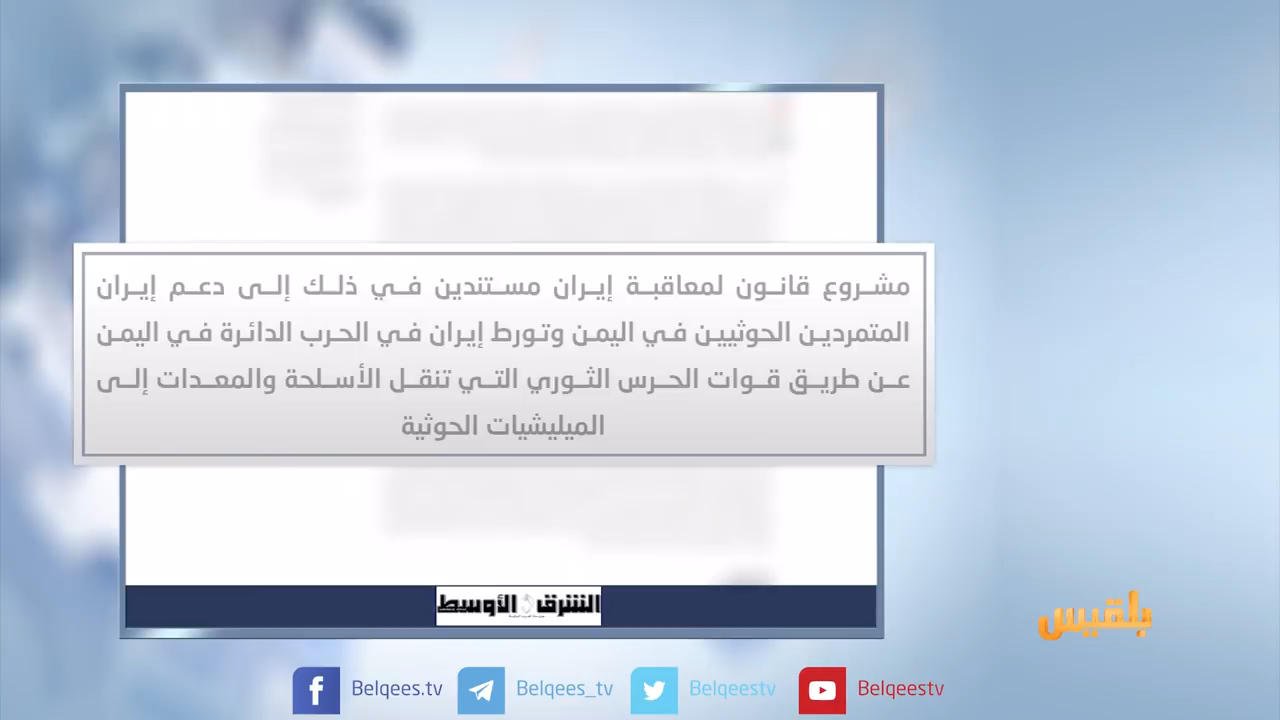 مشروع قانون لمعاقبة إيران مستندين في ذلك إلى دعم إيران
المتمردين الحوثيين في اليمن وتورط إيران في الحرب الدائرة في اليمن
عن طريق قوات الحرس الثوري التي تنقل الأسلحة والمعدات إلى
الميليشيات الحوثية
الشرق الأوسط
بلقيس
Belqees.tv
Belqees_tv
Belqeestv
Belqeestv